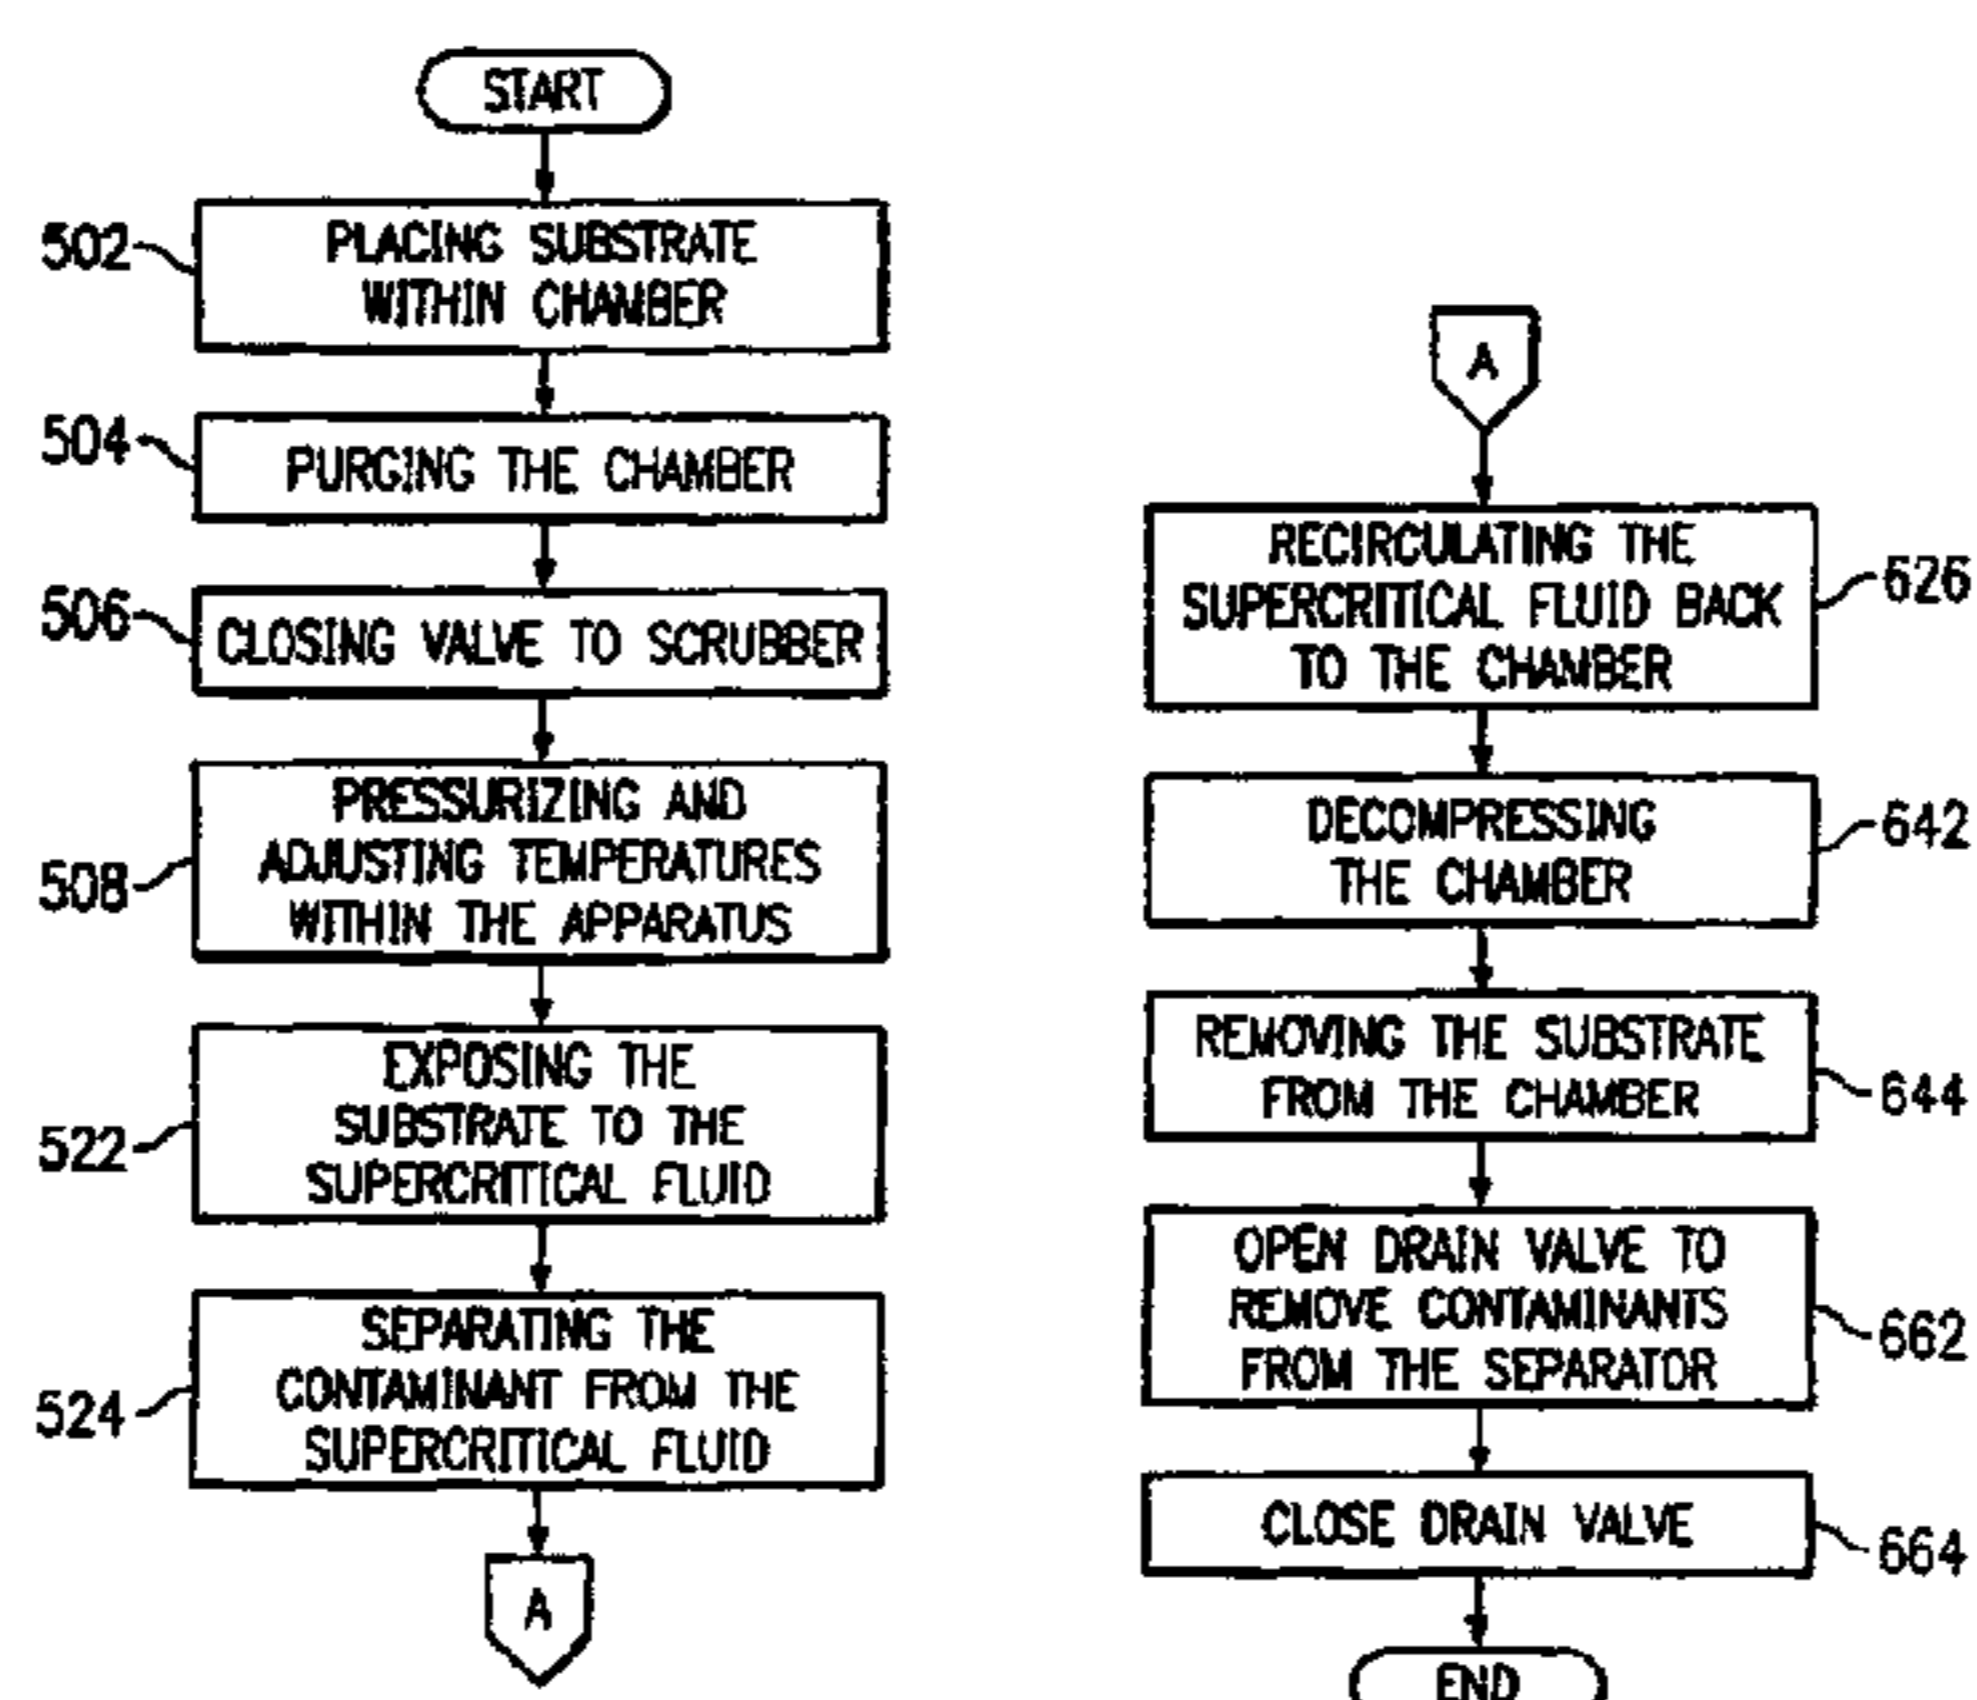 START
502
PLACING SUBSTRATE
WITHIN CHAMBER
504
PURGING THE CHAMBER
506
CLOSING VALVE TO SCRUBBER
508
PRESSURIZING AND
ADJUSTING TEMPERATURES
WITHIN THE APPARATUS
522
EXPOSING THE
SUBSTRATE TO THE
SUPERCRITICAL FLUID
524
SEPARATING THE
CONTAMINANT FROM THE
SUPERCRITICAL FLUID
A
A
RECIRCULATING THE
SUPERCRITICAL FLUID BACK
TO THE CHAMBER
626
DECOMPRESSING
THE CHAMBER
642
REMOVING THE SUBSTRATE
FROM THE CHAMBER
644
OPEN DRAIN VALVE TO
REMOVE CONTAMINANTS
FROM THE SEPARATOR
662
CLOSE DRAIN VALVE
664
END